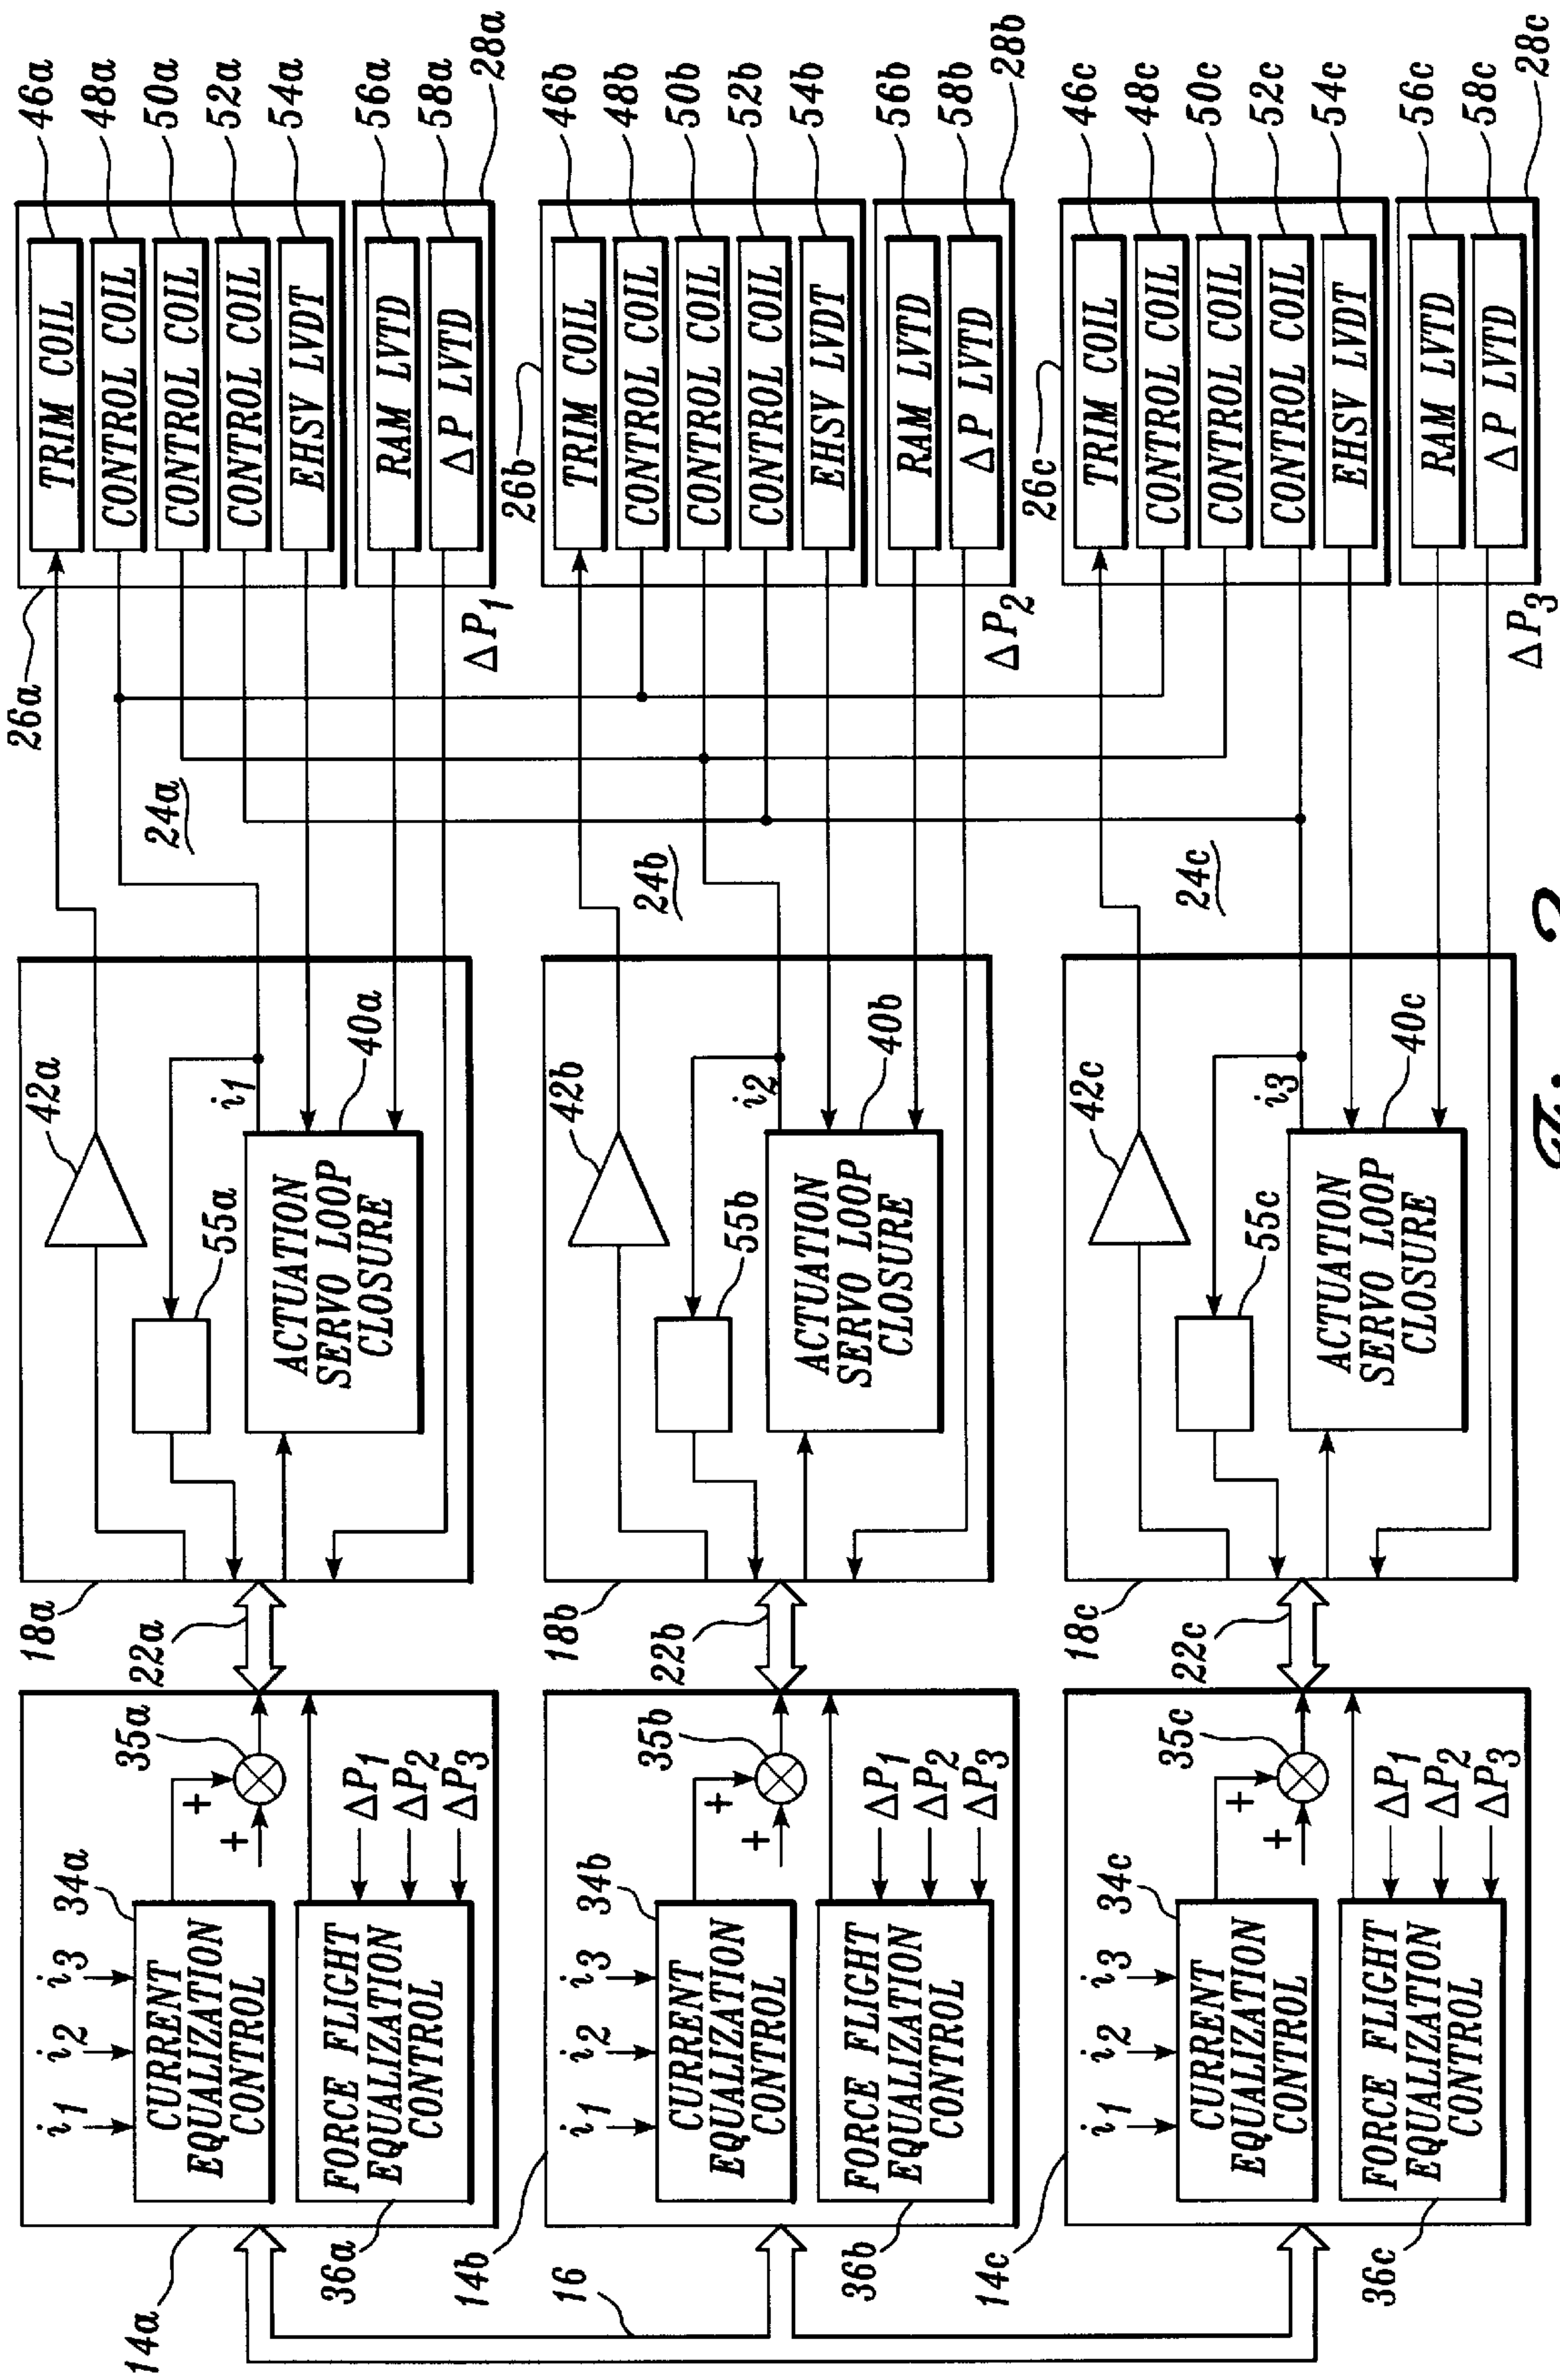 14a
i1
i2
i3
34a
CURRENT
EQUALIZATION
CONTROL
+
+
35a
FORCE FLIGHT
EQUALIZATION
CONTROL
36a
ΔP1
ΔP2
ΔP3
22a
18a
42a
55a
i1
ACTUATION
SERVO LOOP
CLOSURE
40a
24a
26a
TRIM COIL
46a
CONTROL COIL
48a
CONTROL COIL
50a
CONTROL COIL
52a
EHSV LVDT
54a
RAM LVTD
56a
ΔP LVTD
58a
ΔP1
28a
14b
16
i1
i2
i3
34b
CURRENT
EQUALIZATION
CONTROL
+
+
35b
FORCE FLIGHT
EQUALIZATION
CONTROL
36b
ΔP1
ΔP2
ΔP3
22b
18b
42b
55b
i2
ACTUATION
SERVO LOOP
CLOSURE
40b
24b
26b
TRIM COIL
46b
CONTROL COIL
48b
CONTROL COIL
50b
CONTROL COIL
52b
EHSV LVDT
54b
RAM LVTD
56b
ΔP LVTD
58b
ΔP2
28b
14c
i1
i2
i3
34c
CURRENT
EQUALIZATION
CONTROL
+
+
35c
FORCE FLIGHT
EQUALIZATION
CONTROL
36c
ΔP1
ΔP2
ΔP3
22c
18c
42c
55c
i3
ACTUATION
SERVO LOOP
CLOSURE
40c
24c
26c
TRIM COIL
46c
CONTROL COIL
48c
CONTROL COIL
50c
CONTROL COIL
52c
EHSV LVDT
54c
RAM LVTD
56c
ΔP LVTD
58c
ΔP3
28c